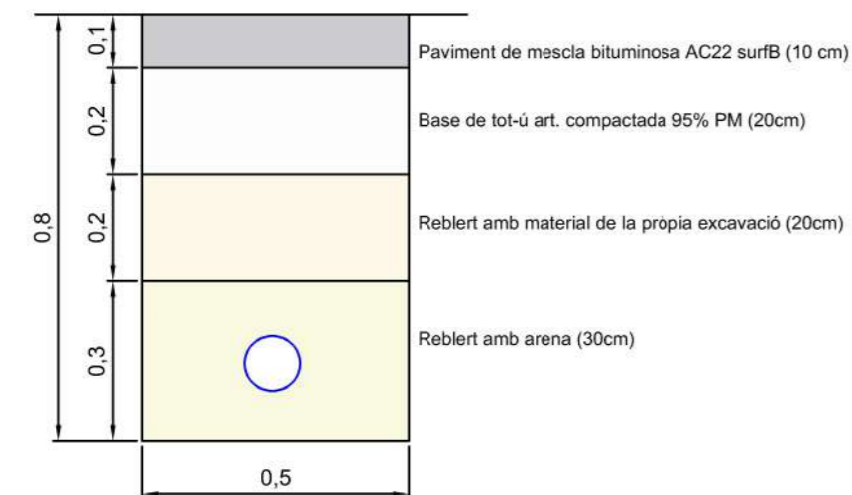 0,1
Paviment de mescla bituminosa AC22 surfB (10 cm)
0,2
Base de tot-ú art. compactada 95% PM (20cm)
0,8
0,2
Reblert amb material de la pròpia excavació (20cm)
0,3
Reblert amb arena (30cm)
0,5